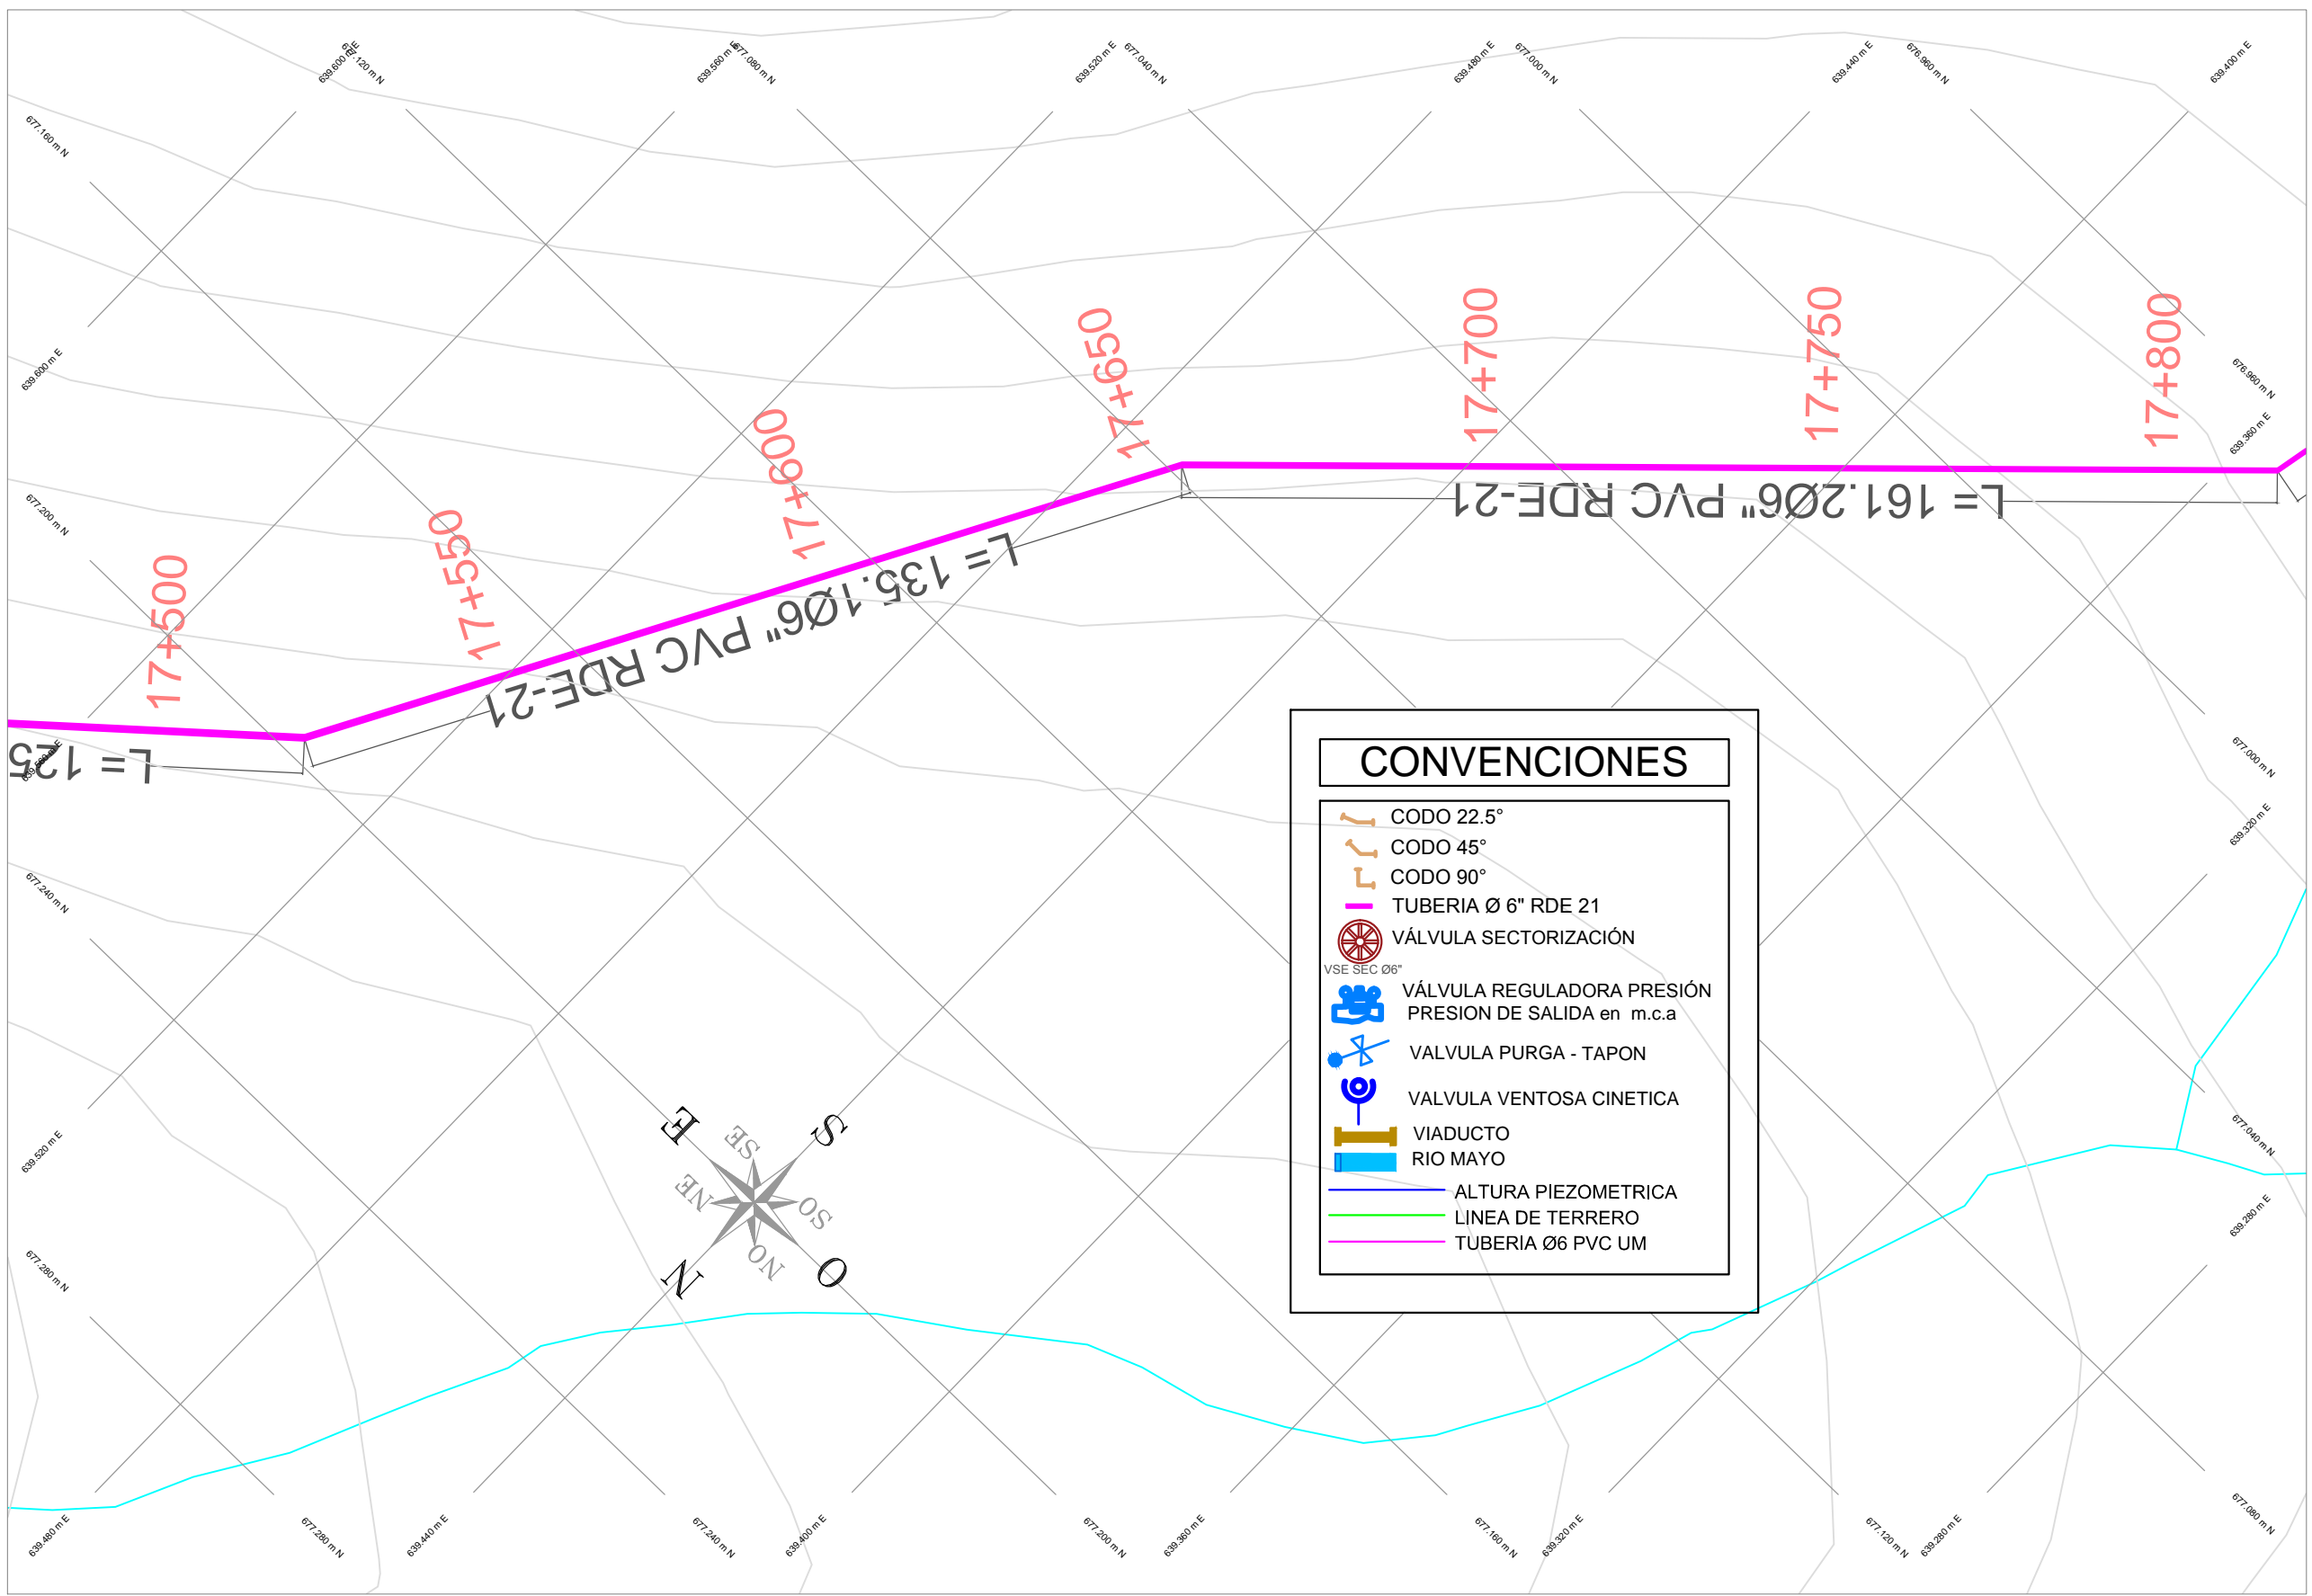 639.600 m E
677.120 m N
639.560 m E
677.080 m N
639.520 m E
677.040 m N
639.480 m E
677.000 m N
639.440 m E
676.960 m N
639.400 m E
677.160 m N
639.600 m E
677.200 m N
639.560 m E
677.240 m N
639.520 m E
677.280 m N
676.960 m N
639.360 m E
677.000 m N
639.320 m E
677.040 m N
639.280 m E
677.080 m N
17+500
17+550
17+600
17+650
17+700
17+750
17+800
L= 125
L= 135.1Ø6" PVC RDE-21
L= 161.2Ø6" PVC RDE-21
CONVENCIONES
CODO 22.5°
CODO 45°
CODO 90°
TUBERIA Ø 6" RDE 21
VÁLVULA SECTORIZACIÓN
VSE SEC Ø6"
VÁLVULA REGULADORA PRESIÓN
PRESION DE SALIDA en m.c.a
VALVULA PURGA - TAPON
VALVULA VENTOSA CINETICA
VIADUCTO
RIO MAYO
ALTURA PIEZOMETRICA
LINEA DE TERRERO
TUBERÍA Ø6 PVC UM
E
SE
S
NE
SO
N
NO
O
639.480 m E
677.280 m N
639.440 m E
677.240 m N
639.400 m E
677.200 m N
639.360 m E
677.160 m N
639.320 m E
677.120 m N
639.280 m E